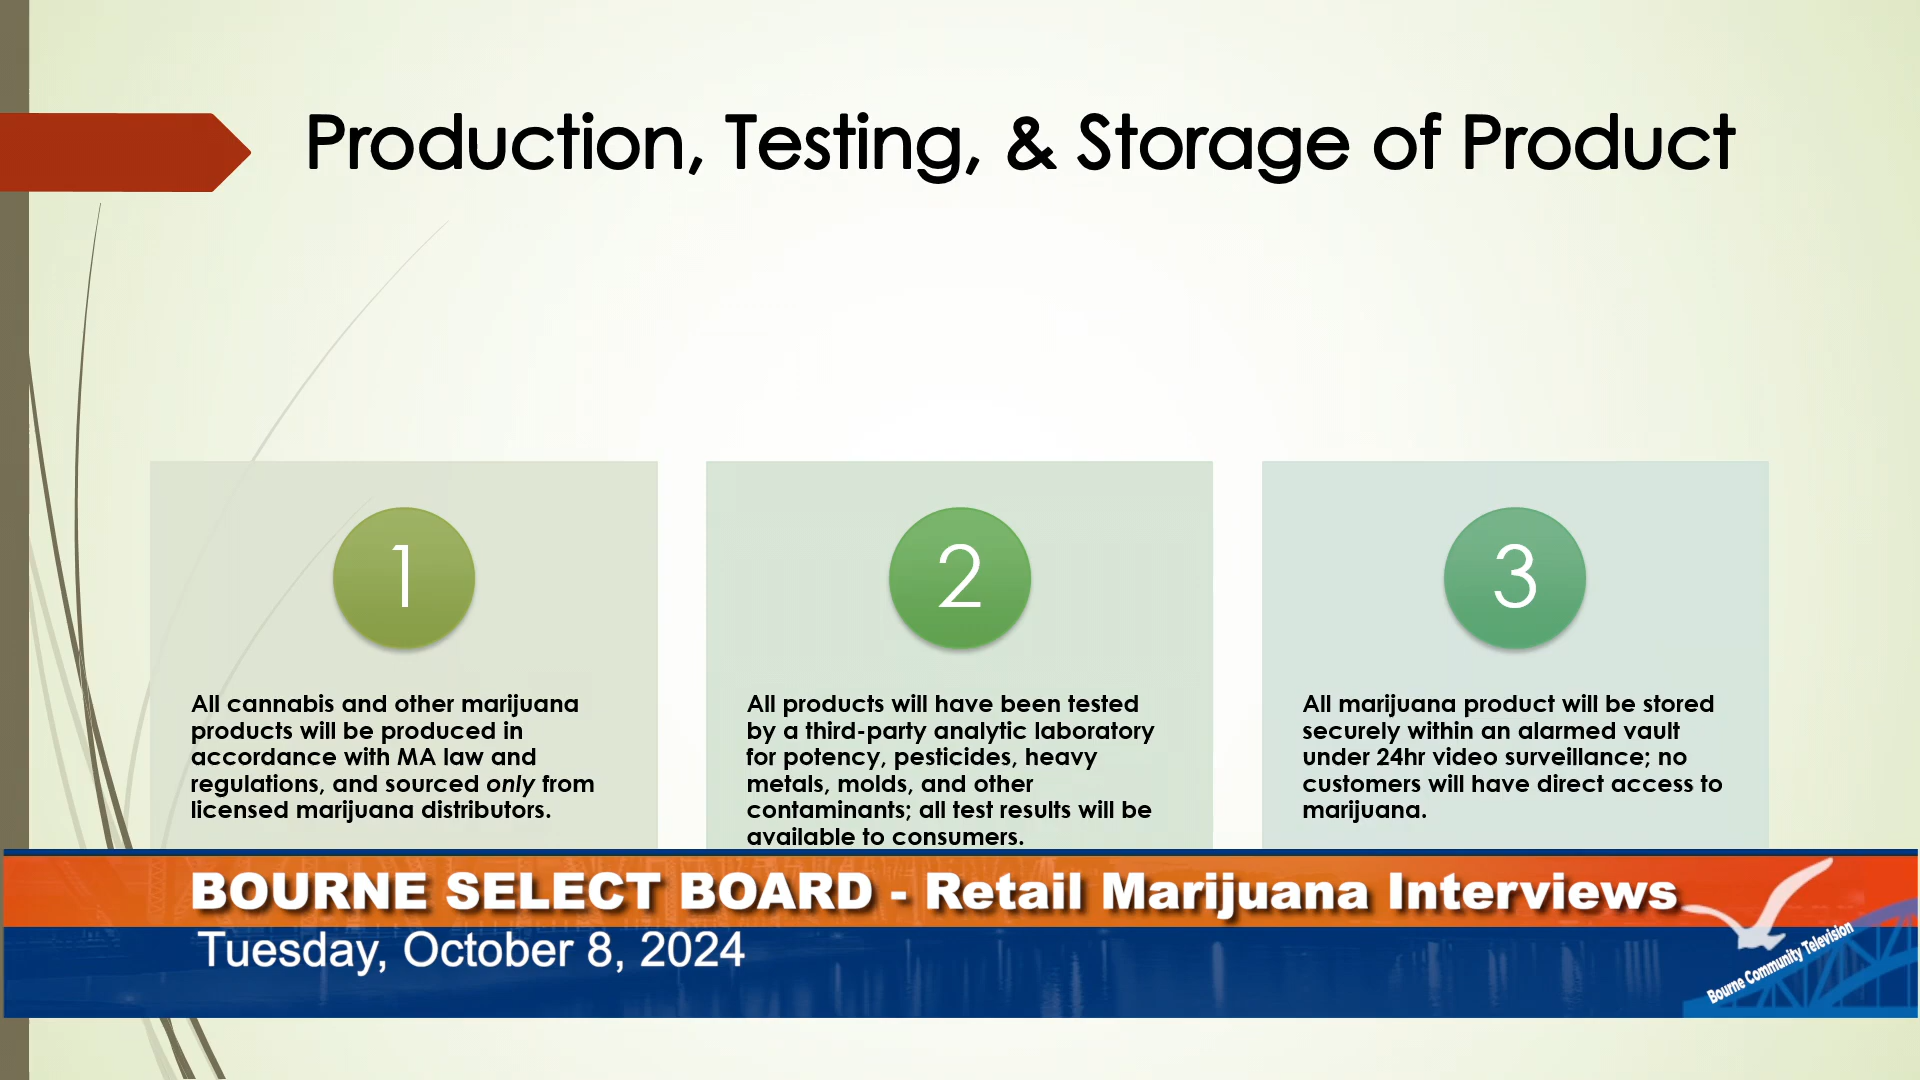 Production, Testing, & Storage of Product
1
All cannabis and other marijuana
products will be produced in
accordance with MA law and
regulations, and sourced only from
licensed marijuana distributors.
2
All products will have been tested
by a third-party analytic laboratory
for potency, pesticides, heavy
metals, molds, and other
contaminants; all test results will be
available to consumers.
3
All marijuana product will be stored
securely within an alarmed vault
under 24hr video surveillance; no
customers will have direct access to
marijuana.
BOURNE SELECT BOARD - Retail Marijuana Interviews
Tuesday, October 8, 2024
Bourne Community Television